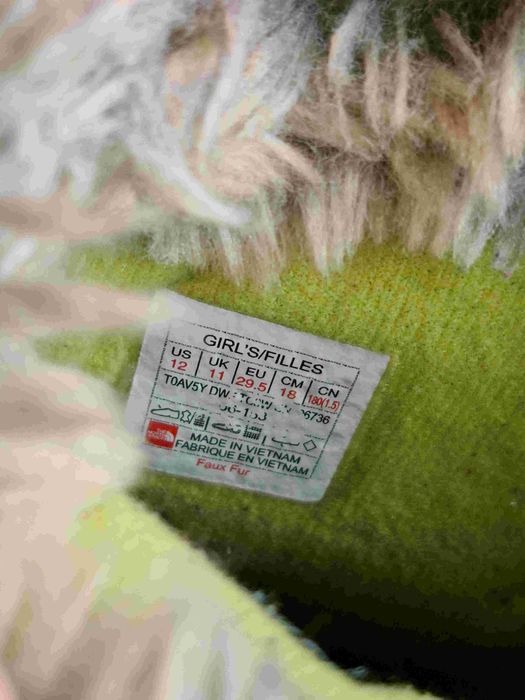 GIRL'S/FILLES
US UK EU CM CN
12 11 29.5 18 180(1.5)
T0AV5Y
MADE IN VIETNAM
FABRIQUE EN VIETNAM
Faux Fur